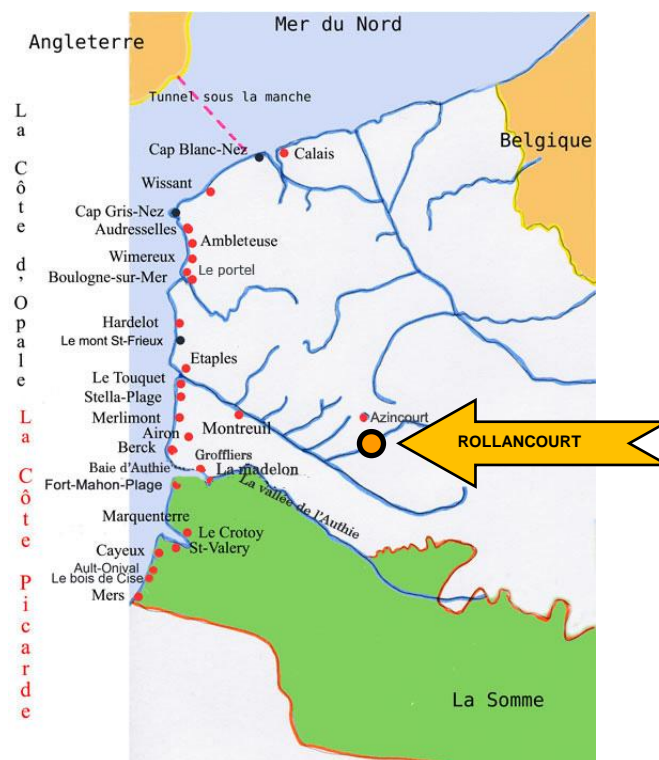 Mer du Nord
Angleterre
Tunnel sous la manche
Belgique
La Côte d'Opale
La Côte Picarde
Cap Blanc-Nez
Calais
Wissant
Cap Gris-Nez
Audresselles
Ambleteuse
Wimereux
Le portel
Boulogne-sur-Mer
Hardelot
Le mont St-Frieux
Etaples
Le Touquet
Stella-Plage
Merlimont
Montreuil
Azincourt
ROLLANCOURT
Airon
Berck
Groffliers
Baie d'Authie
La madelon
Fort-Mahon-Plage
La vallée de l'Authie
Marquenterre
Le Crotoy
St-Valery
Cayeux
Ault-Onival
Le bois de Cise
Mers
La Somme